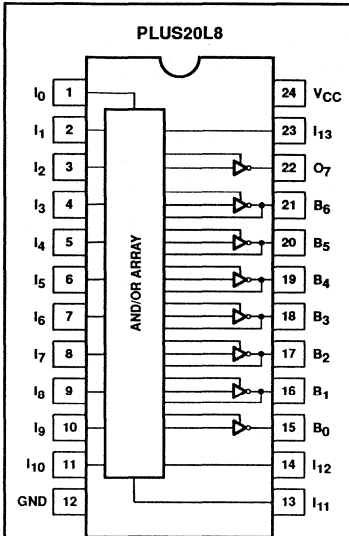 PLUS20L8
I0 1 24 VCC
I1 2 23 I13
I2 3 22 O7
I3 4 21 B6
I4 5 20 B5
I5 6 19 B4
I6 7 18 B3
I7 8 17 B2
I8 9 16 B1
I9 10 15 B0
I10 11 14 I12
GND 12 13 I11
AND/OR ARRAY